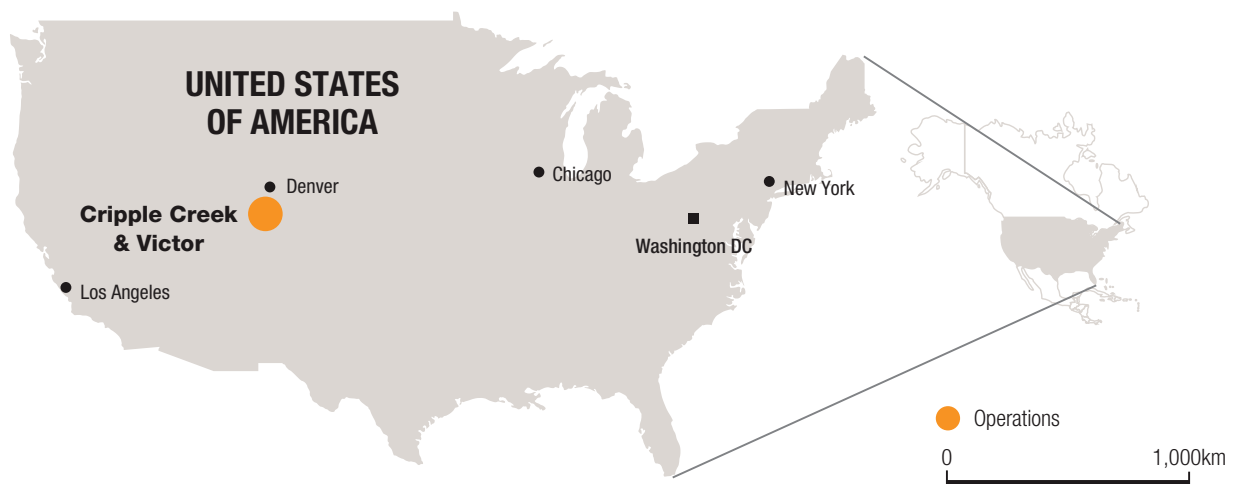 UNITED STATES
OF AMERICA
Chicago
Denver
New York
Cripple Creek
& Victor
Washington DC
Los Angeles
Operations
0
1,000km